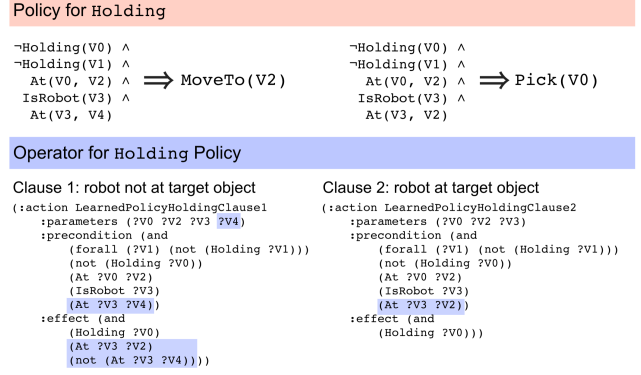 Policy for Holding
¬Holding(V0) ∧
¬Holding(V1) ∧
At(V0, V2) ∧
IsRobot(V3) ∧
At(V3, V4)
⟹ MoveTo(V2)
¬Holding(V0) ∧
¬Holding(V1) ∧
At(V0, V2) ∧
IsRobot(V3) ∧
At(V3, V2)
⟹ Pick(V0)
Operator for Holding Policy
Clause 1: robot not at target object
(:action LearnedPolicyHoldingClause1
:parameters (?V0 ?V2 ?V3 ?V4)
:precondition (and
(forall (?V1) (not (Holding ?V1)))
(not (Holding ?V0))
(At ?V0 ?V2)
(IsRobot ?V3)
(At ?V3 ?V4))
:effect (and
(Holding ?V0)
(At ?V3 ?V2)
(not (At ?V3 ?V4))))
Clause 2: robot at target object
(:action LearnedPolicyHoldingClause2
:parameters (?V0 ?V2 ?V3)
:precondition (and
(forall (?V1) (not (Holding ?V1)))
(not (Holding ?V0))
(At ?V0 ?V2)
(IsRobot ?V3)
(At ?V3 ?V2))
:effect (and
(Holding ?V0)))